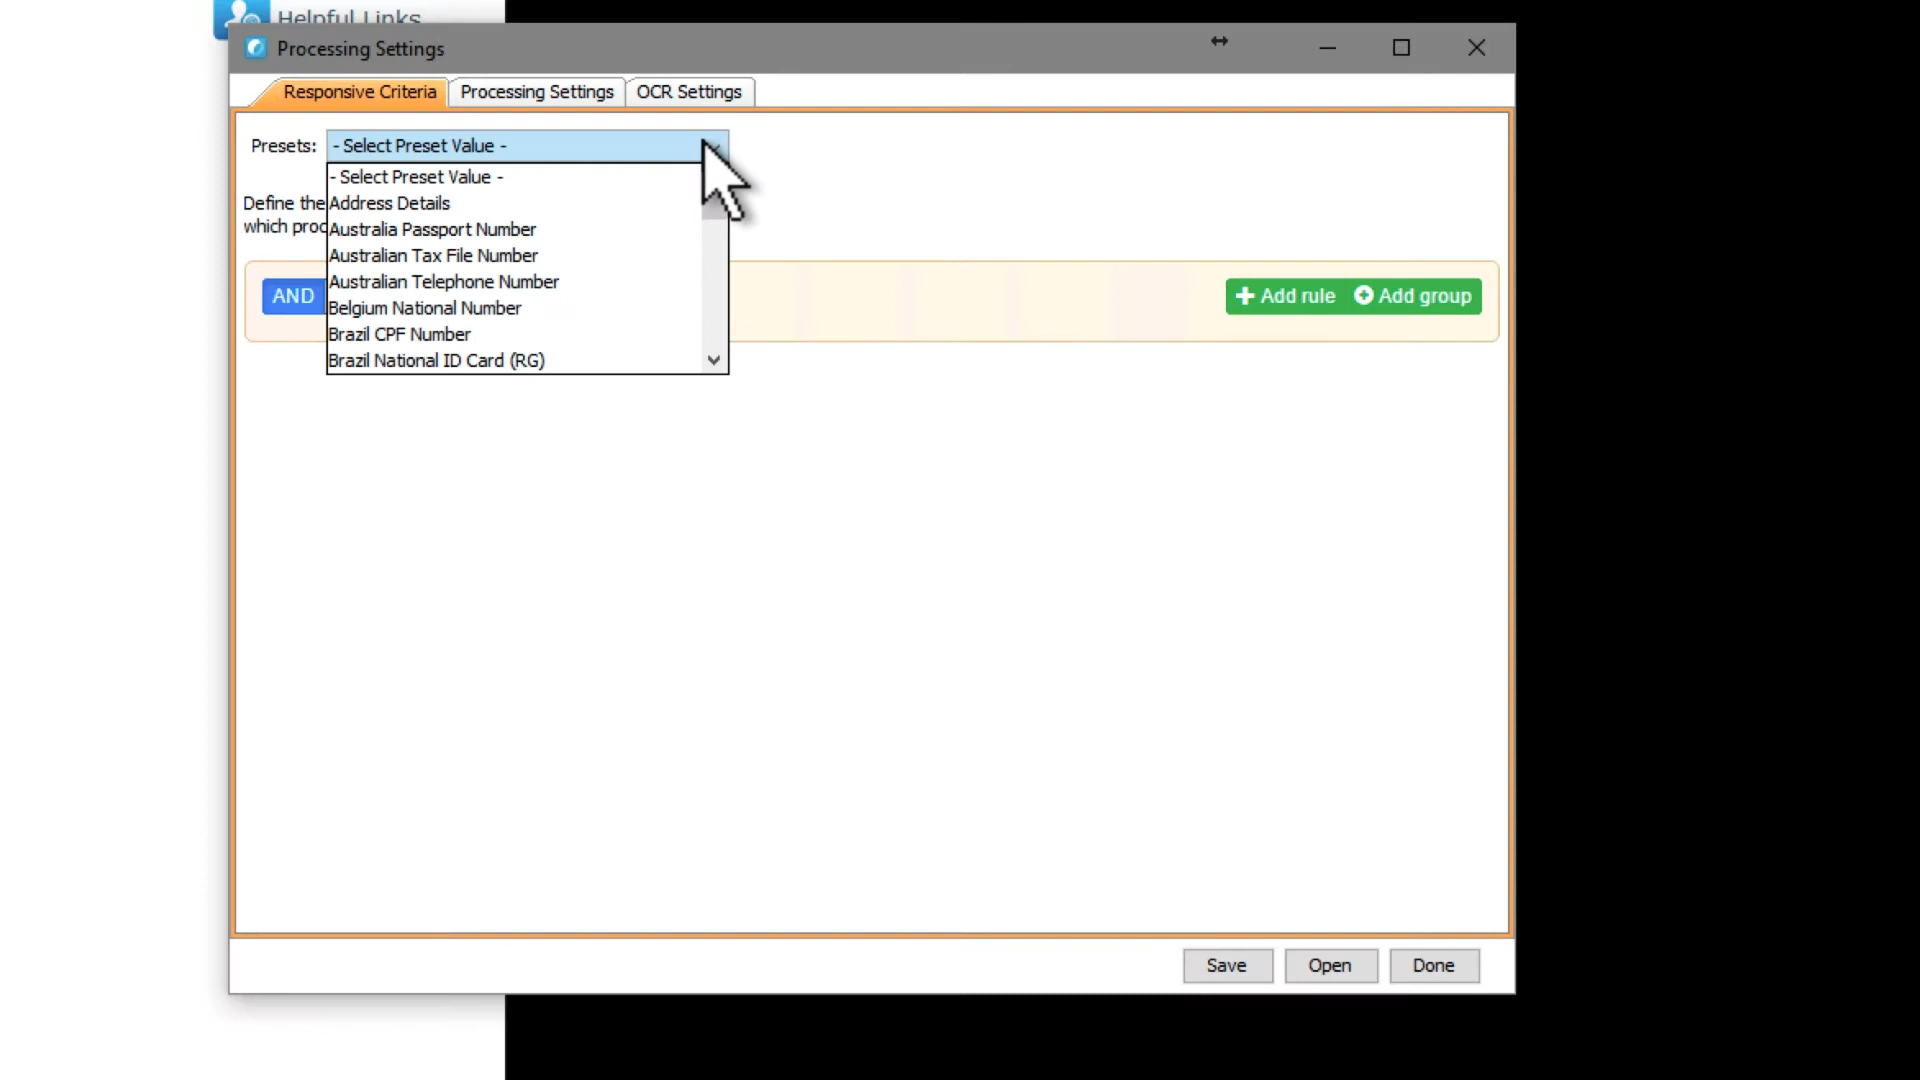 Helpful Links
Processing Settings
Responsive Criteria Processing Settings OCR Settings
Presets: - Select Preset Value -
- Select Preset Value -
Define the Address Details
which Australia Passport Number
Australian Tax File Number
Australian Telephone Number
AND Add rule Add group
Belgium National Number
Brazil CPF Number
Brazil National ID Card (RG)
Save Open Done